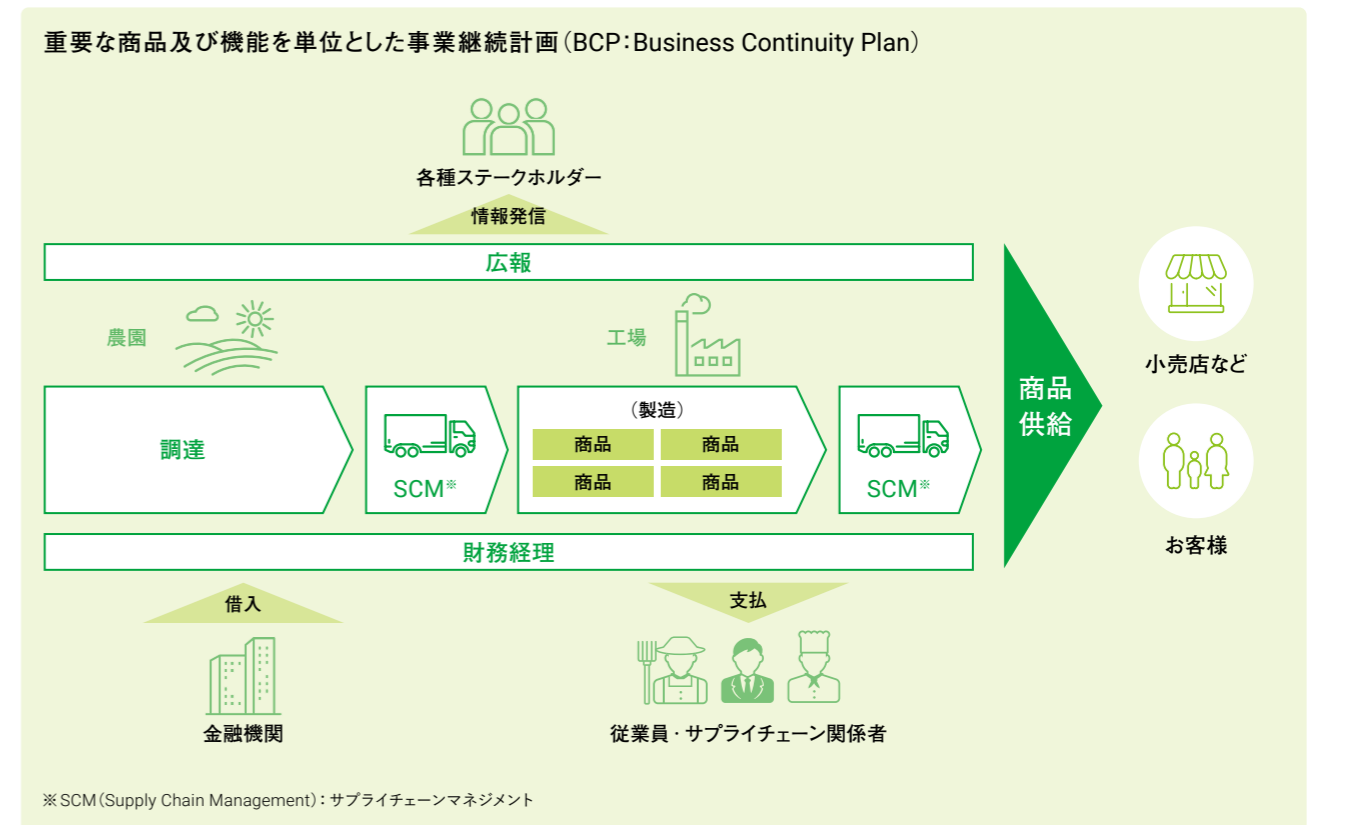 重要な商品及び機能を単位とした事業継続計画（BCP：Business Continuity Plan）
各種ステークホルダー
情報発信
広報
農園
工場
調達
SCM※
（製造）
商品 商品
商品 商品
SCM※
商品
供給
小売店など
お客様
財務経理
借入
支払
金融機関
従業員・サプライチェーン関係者
※SCM（Supply Chain Management）：サプライチェーンマネジメント